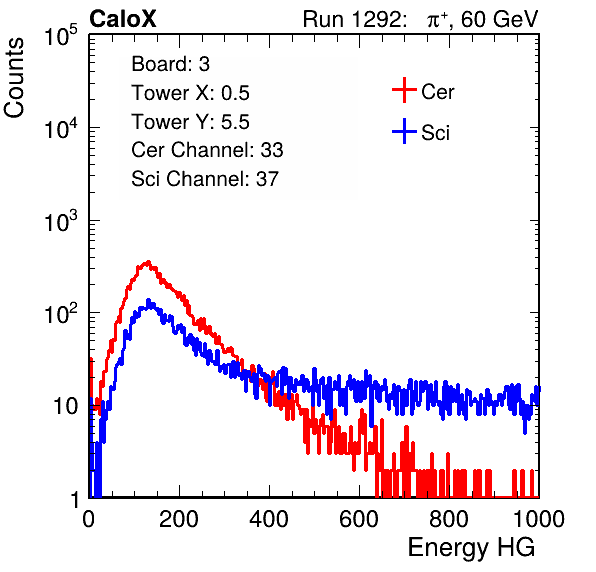 CaloX Run 1292: π⁺, 60 GeV
Board: 3
Tower X: 0.5
Tower Y: 5.5
Cer Channel: 33
Sci Channel: 37
Cer
Sci
Counts
10⁵
10⁴
10³
10²
10
1
0 200 400 600 800 1000
Energy HG